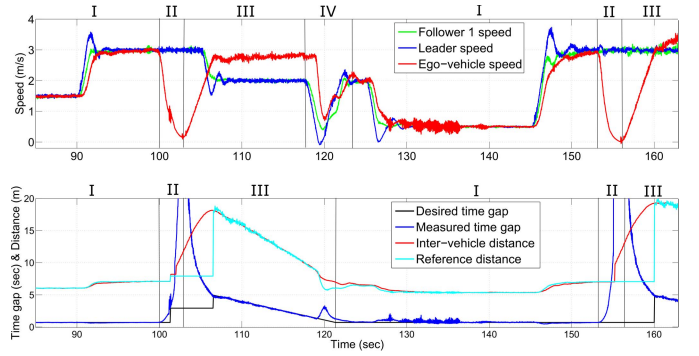 I II III IV I II III
Speed (m/s)
4
3
2
1
0
Follower 1 speed
Leader speed
Ego-vehicle speed
90 100 110 120 130 140 150 160
I II III I II III
Time gap (sec) & Distance (m)
20
15
10
5
0
Desired time gap
Measured time gap
Inter-vehicle distance
Reference distance
90 100 110 120 130 140 150 160
Time (sec)